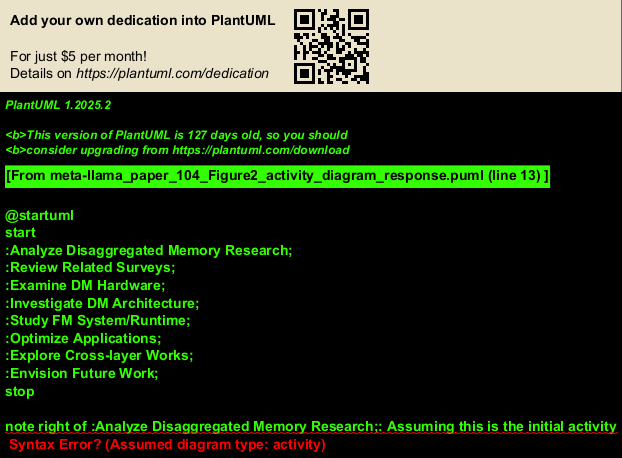 Add your own dedication into PlantUML
For just $5 per month!
Details on https://plantuml.com/dedication
PlantUML 1.2025.2
<b>This version of PlantUML is 127 days old, so you should
<b>consider upgrading from https://plantuml.com/download
[From meta-llama_paper_104_Figure2_activity_diagram_response.puml (line 13) ]
@startuml
start
:Analyze Disaggregated Memory Research;
:Review Related Surveys;
:Examine DM Hardware;
:Investigate DM Architecture;
:Study FM System/Runtime;
:Optimize Applications;
:Explore Cross-layer Works;
:Envision Future Work;
stop
note right of :Analyze Disaggregated Memory Research;: Assuming this is the initial activity
Syntax Error? (Assumed diagram type: activity)